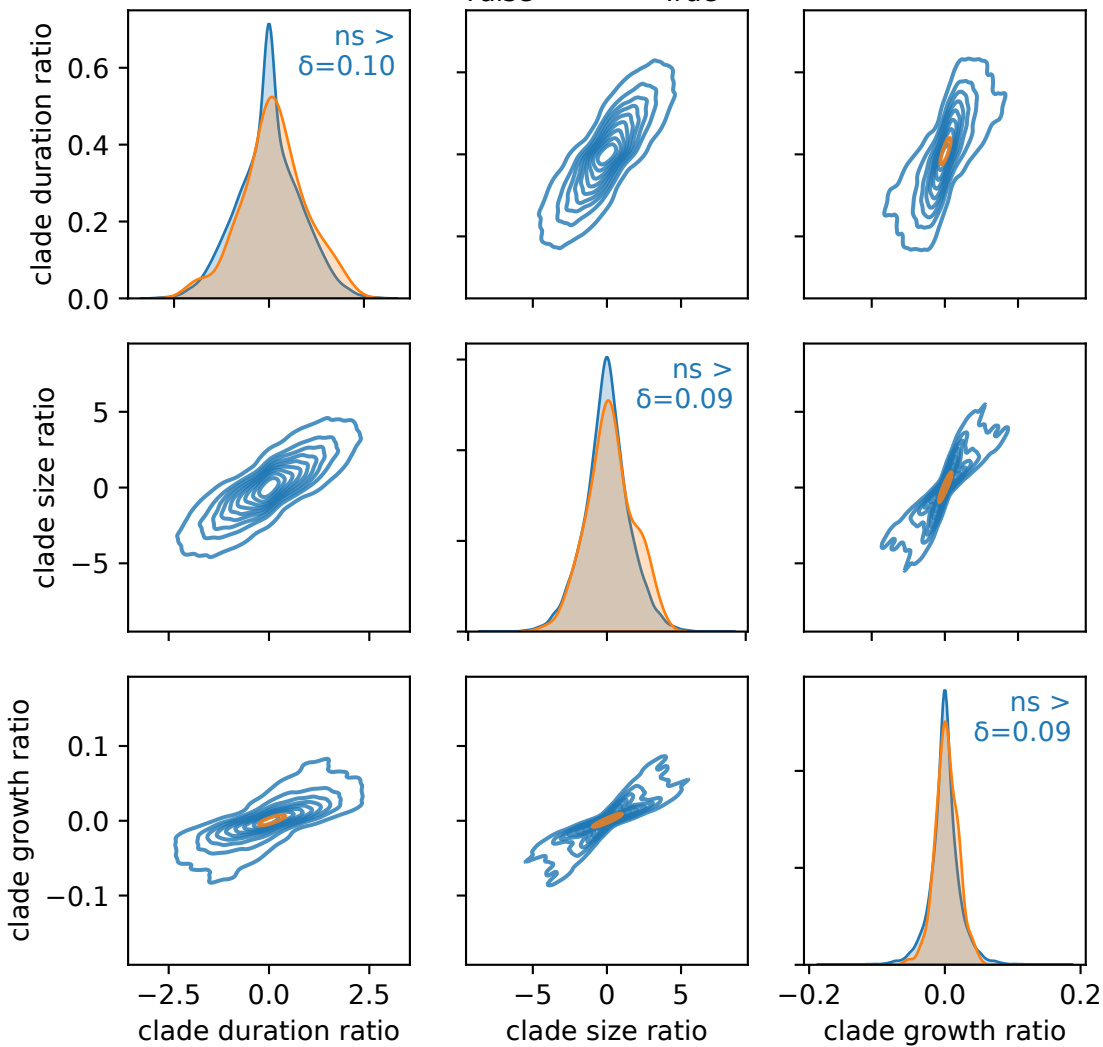 clade duration ratio
0.6
0.4
0.2
0.0
ns >
δ=0.10
clade size ratio
5
0
−5
ns >
δ=0.09
clade growth ratio
0.1
0.0
−0.1
ns >
δ=0.09
−2.5 0.0 2.5
−5 0 5
−0.2 0.0 0.2
clade duration ratio
clade size ratio
clade growth ratio